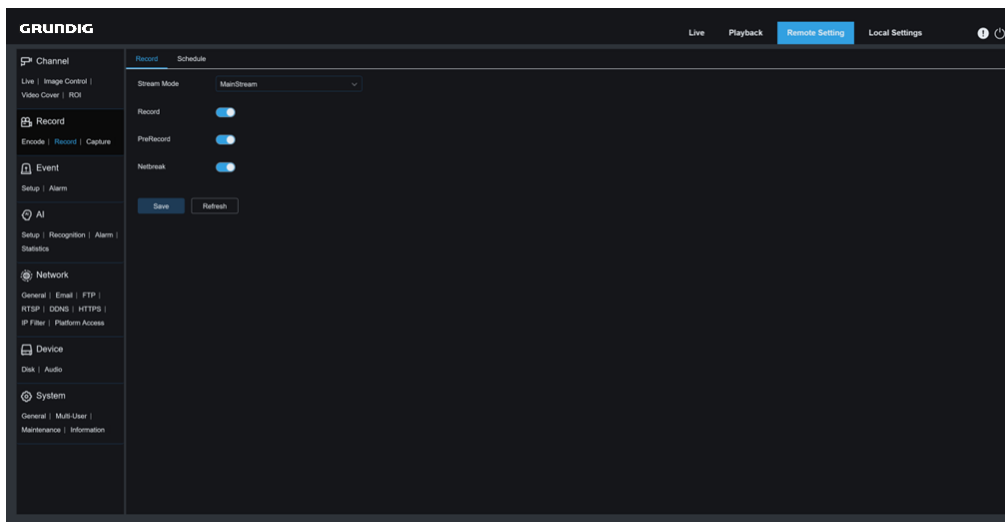 GRUNDIG
Live Playback Remote Setting Local Settings
Channel
Live | Image Control |
Video Cover | ROI
Record
Encode | Record | Capture
Event
Setup | Alarm
AI
Setup | Recognition | Alarm |
Statistics
Network
General | Email | FTP |
RTSP | DDNS | HTTPS |
IP Filter | Platform Access
Device
Disk | Audio
System
General | Multi-User |
Maintenance | Information
Record Schedule
Stream Mode MainStream
Record
PreRecord
Netbreak
Save Refresh